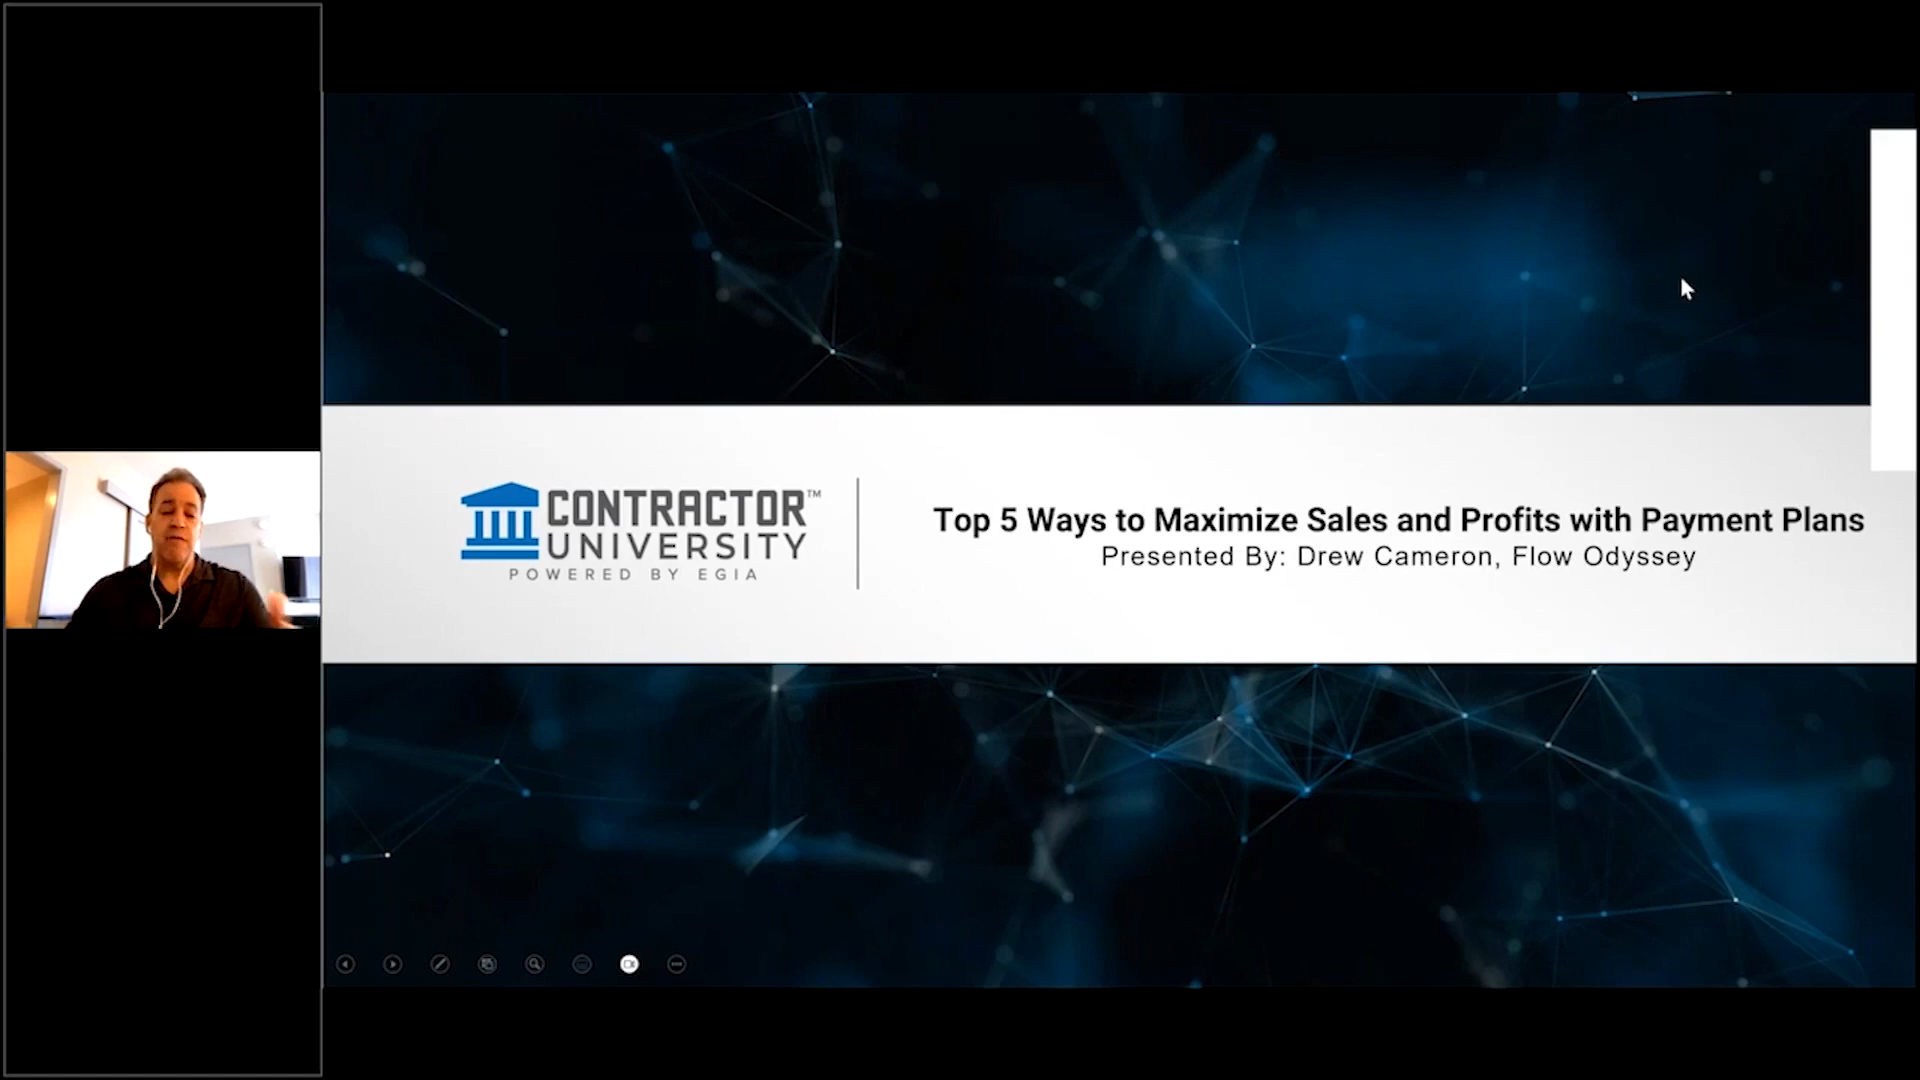 CONTRACTOR™
UNIVERSITY
POWERED BY EGIA
Top 5 Ways to Maximize Sales and Profits with Payment Plans
Presented By: Drew Cameron, Flow Odyssey